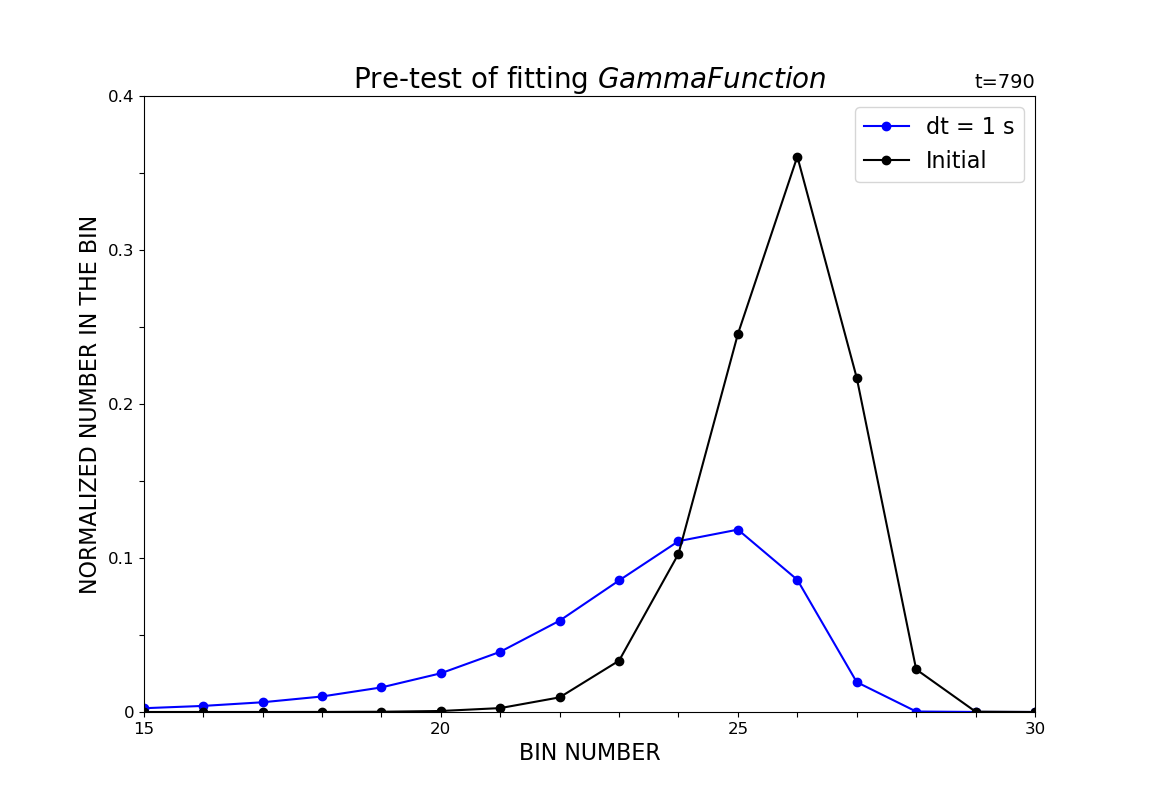 Pre-test of fitting GammaFunction
t=790
dt = 1 s
Initial
NORMALIZED NUMBER IN THE BIN
0.4
0.3
0.2
0.1
0
15 20 25 30
BIN NUMBER